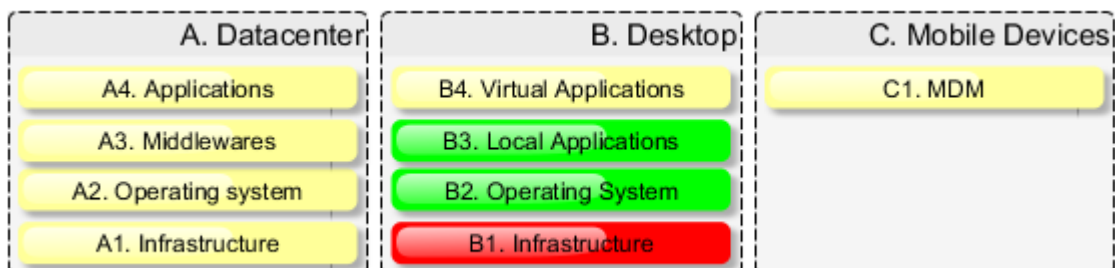 A. Datacenter
A4. Applications
A3. Middlewares
A2. Operating system
A1. Infrastructure
B. Desktop
B4. Virtual Applications
B3. Local Applications
B2. Operating System
B1. Infrastructure
C. Mobile Devices
C1. MDM